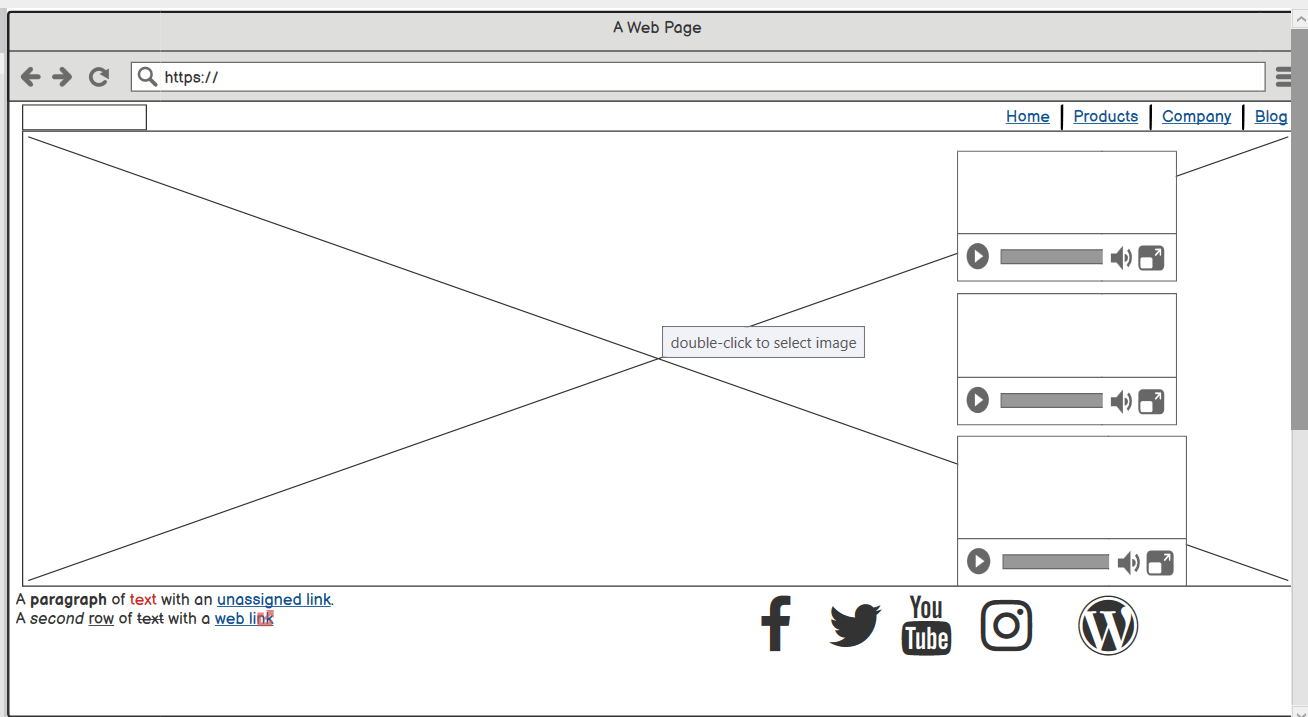 A Web Page
https://
Home Products Company Blog
double-click to select image
A paragraph of text with an unassigned link.
A second row of text with a web link
You
Tube